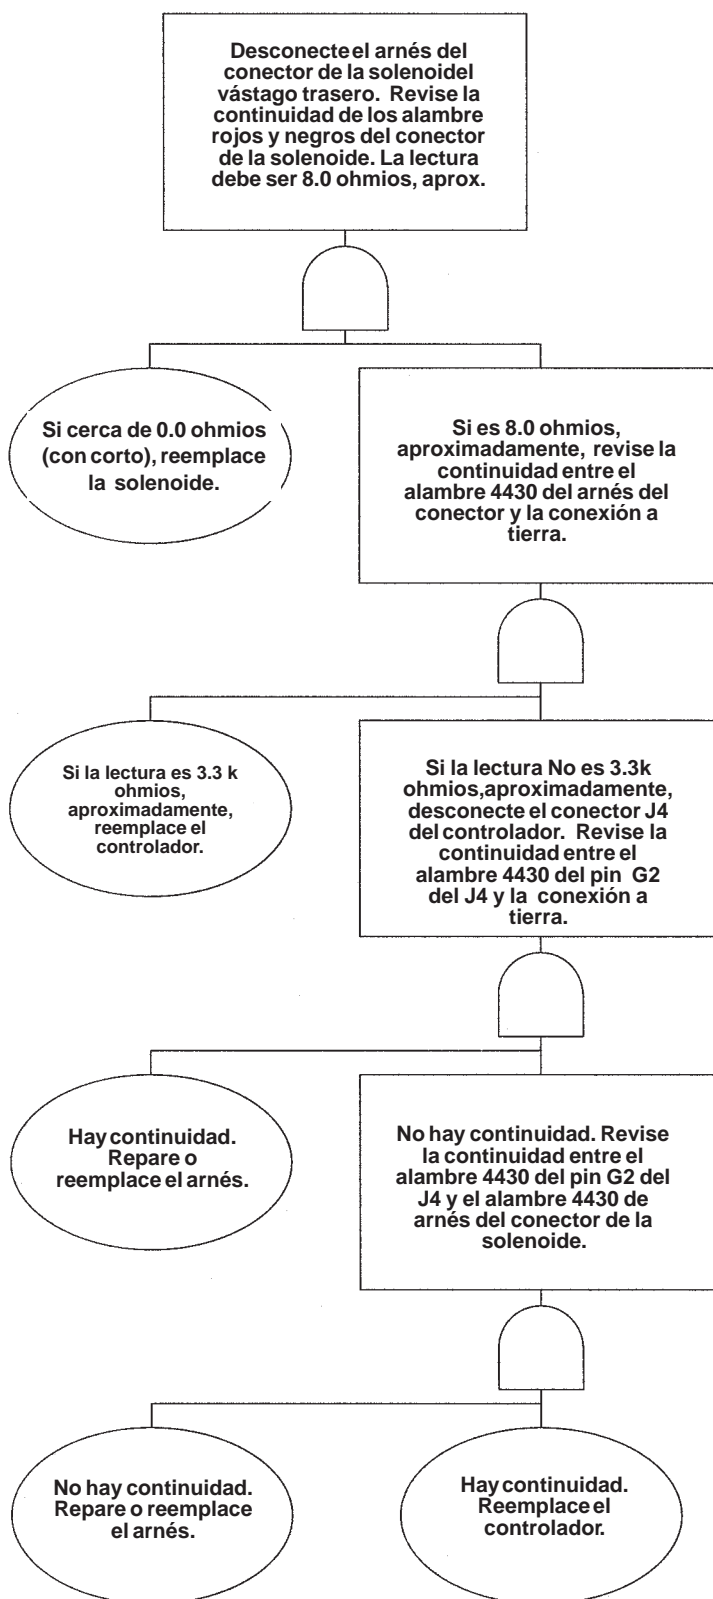 Desconecte el arnés del
conector de la solenoidel
vástago trasero. Revise la
continuidad de los alambre
rojos y negros del conector
de la solenoide. La lectura
debe ser 8.0 ohmios, aprox.
Si cerca de 0.0 ohmios
(con corto), reemplace
la solenoide.
Si es 8.0 ohmios,
aproximadamente, revise la
continuidad entre el
alambre 4430 del arnés del
conector y la conexión a
tierra.
Si la lectura es 3.3 k
ohmios,
aproximadamente,
reemplace el
controlador.
Si la lectura No es 3.3k
ohmios,aproximadamente,
desconecte el conector J4
del controlador. Revise la
continuidad entre el
alambre 4430 del pin G2
del J4 y la conexión a
tierra.
Hay continuidad.
Repare o
reemplace el arnés.
No hay continuidad. Revise
la continuidad entre el
alambre 4430 del pin G2 del
J4 y el alambre 4430 de
arnés del conector de la
solenoide.
No hay continuidad.
Repare o reemplace
el arnés.
Hay continuidad.
Reemplace el
controlador.